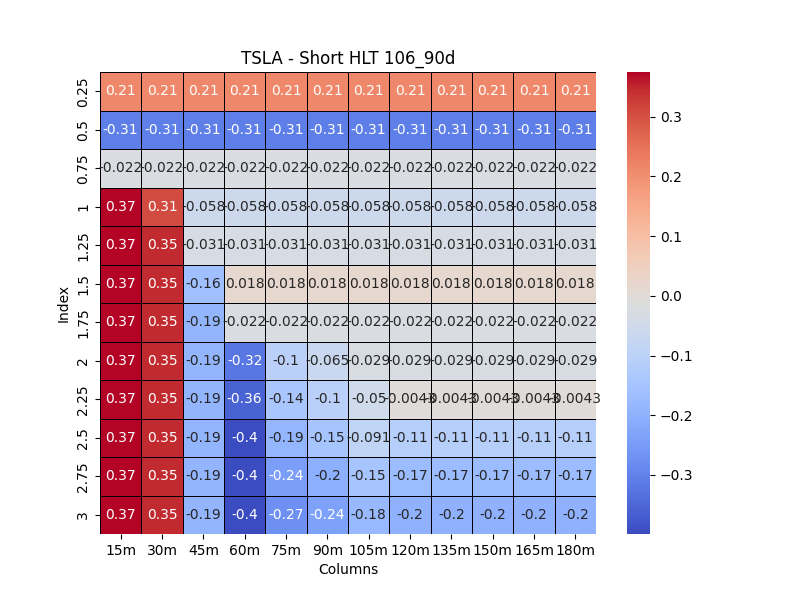 TSLA - Short HLT 106_90d
0.25 0.21 0.21 0.21 0.21 0.21 0.21 0.21 0.21 0.21 0.21 0.21 0.21
0.5 -0.31 -0.31 -0.31 -0.31 -0.31 -0.31 -0.31 -0.31 -0.31 -0.31 -0.31 -0.31
0.75 -0.022 -0.022 -0.022 -0.022 -0.022 -0.022 -0.022 -0.022 -0.022 -0.022 -0.022 -0.022
1 0.37 0.31 -0.058 -0.058 -0.058 -0.058 -0.058 -0.058 -0.058 -0.058 -0.058 -0.058
1.25 0.37 0.35 -0.031 -0.031 -0.031 -0.031 -0.031 -0.031 -0.031 -0.031 -0.031 -0.031
1.5 0.37 0.35 -0.16 0.018 0.018 0.018 0.018 0.018 0.018 0.018 0.018 0.018
1.75 0.37 0.35 -0.19 -0.022 -0.022 -0.022 -0.022 -0.022 -0.022 -0.022 -0.022 -0.022
2 0.37 0.35 -0.19 -0.32 -0.1 -0.065 -0.029 -0.029 -0.029 -0.029 -0.029 -0.029
2.25 0.37 0.35 -0.19 -0.36 -0.14 -0.1 -0.05 -0.0043 -0.0043 -0.0043 -0.0043 -0.0043
2.5 0.37 0.35 -0.19 -0.4 -0.19 -0.15 -0.091 -0.11 -0.11 -0.11 -0.11 -0.11
2.75 0.37 0.35 -0.19 -0.4 -0.24 -0.2 -0.15 -0.17 -0.17 -0.17 -0.17 -0.17
3 0.37 0.35 -0.19 -0.4 -0.27 -0.24 -0.18 -0.2 -0.2 -0.2 -0.2 -0.2
15m 30m 45m 60m 75m 90m 105m 120m 135m 150m 165m 180m
Columns
Index
0.3
0.2
0.1
0.0
−0.1
−0.2
−0.3